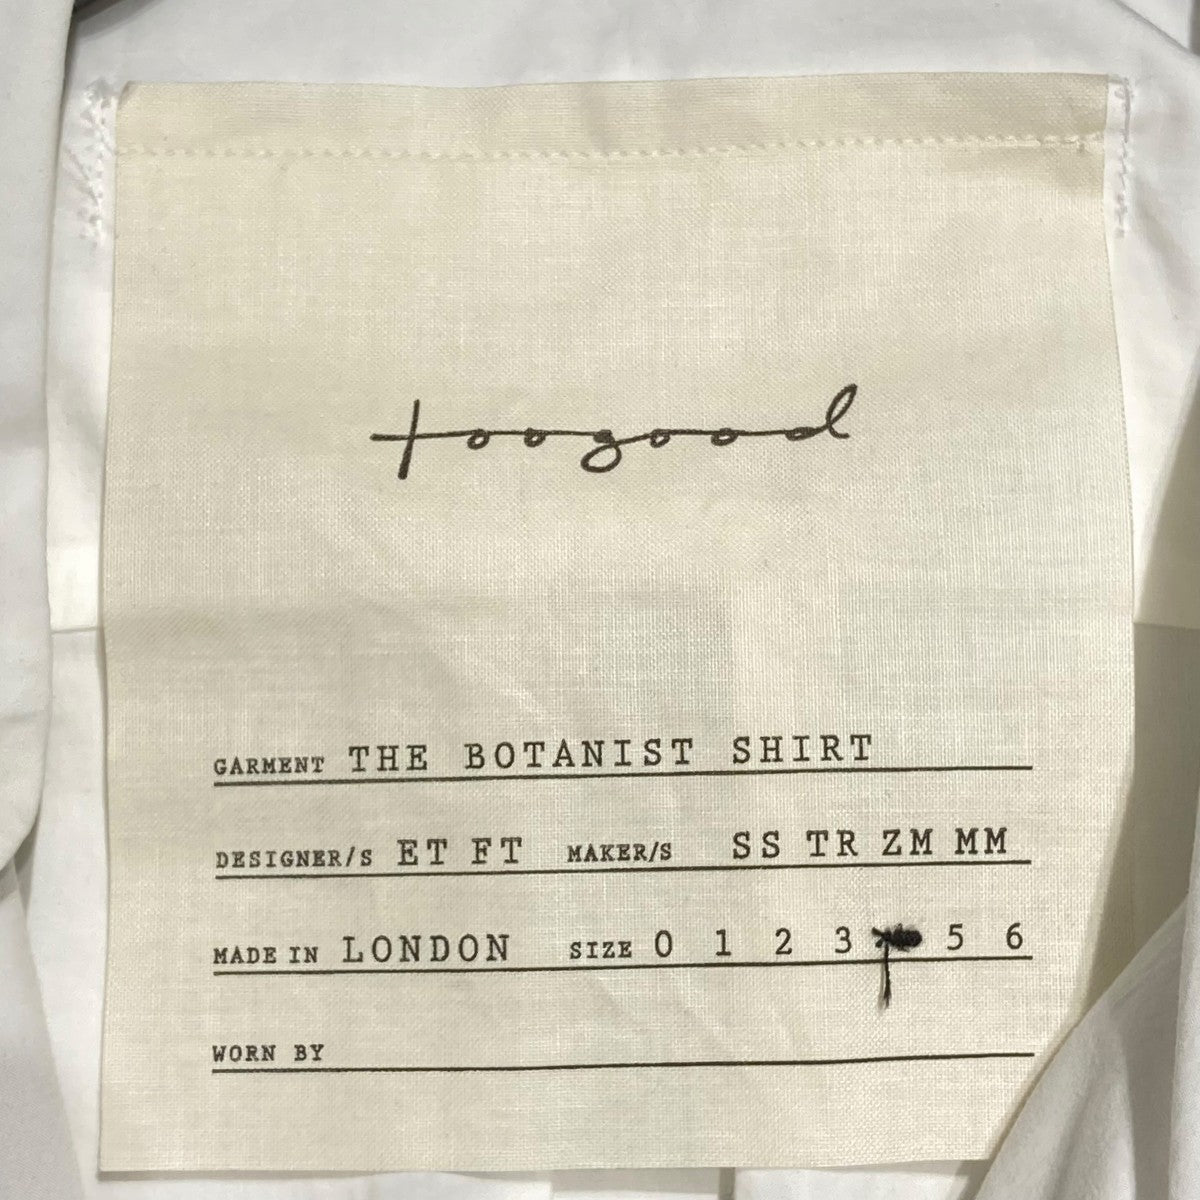 toogood
GARMENT THE BOTANIST SHIRT
DESIGNER/S ET FT MAKER/S SS TR ZM MM
MADE IN LONDON SIZE 0 1 2 3 5 6
WORN BY